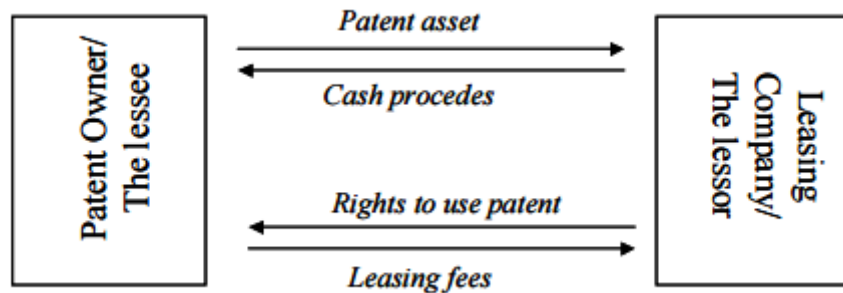 Patent Owner/
The lessee
Patent asset
Cash procedes
Rights to use patent
Leasing fees
Leasing
Company/
The lessor